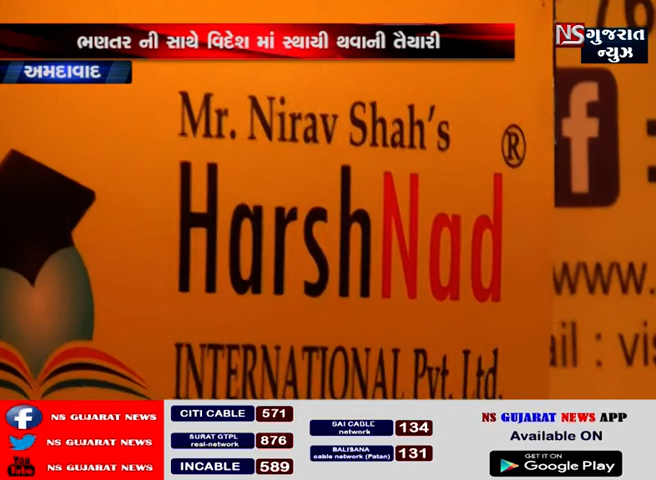 ભણતર ની સાથે વિદેશ માં સ્થાયી થવાની તૈયારી
NS ગુજરાત
ન્યુઝ
અમદાવાદ
Mr. Nirav Shah's
HarshNad ®
INTERNATIONAL Pvt. Ltd.
f :
www.
ail : vis
NS GUJARAT NEWS
NS GUJARAT NEWS
You
Tube
NS GUJARAT NEWS
CITI CABLE 571
SURAT GTPL
real-network
876
INCABLE 589
SAI CABLE
network
134
BALISANA
cable network (Patan)
131
NS GUJARAT NEWS APP
Available ON
GET IT ON
Google Play